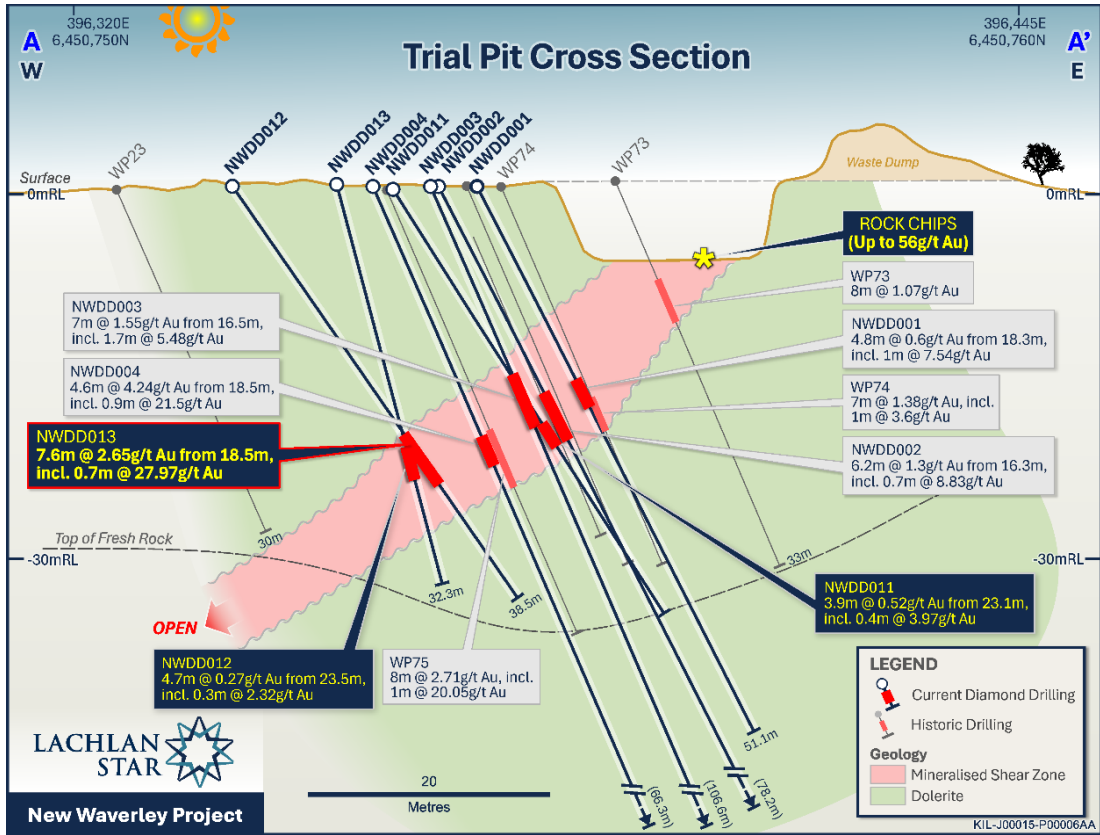 396,320E
6,450,750N
A
W
Trial Pit Cross Section
396,445E
6,450,760N
A'
E
WP23
NWDD012
NWDD013
NWDD004
NWDD011
NWDD003
NWDD002
NWDD001
WP74
WP73
Waste Dump
Surface
0mRL
0mRL
ROCK CHIPS
(Up to 56g/t Au)
WP73
8m @ 1.07g/t Au
NWDD003
7m @ 1.55g/t Au from 16.5m,
incl. 1.7m @ 5.48g/t Au
NWDD001
4.8m @ 0.6g/t Au from 18.3m,
incl. 1m @ 7.54g/t Au
NWDD004
4.6m @ 4.24g/t Au from 18.5m,
incl. 0.9m @ 21.5g/t Au
WP74
7m @ 1.38g/t Au, incl.
1m @ 3.6g/t Au
NWDD013
7.6m @ 2.65g/t Au from 18.5m,
incl. 0.7m @ 27.97g/t Au
NWDD002
6.2m @ 1.3g/t Au from 16.3m,
incl. 0.7m @ 8.83g/t Au
Top of Fresh Rock
30m
33m
-30mRL
-30mRL
32.3m
38.5m
NWDD011
3.9m @ 0.52g/t Au from 23.1m,
incl. 0.4m @ 3.97g/t Au
OPEN
NWDD012
4.7m @ 0.27g/t Au from 23.5m,
incl. 0.3m @ 2.32g/t Au
WP75
8m @ 2.71g/t Au, incl.
1m @ 20.05g/t Au
51.1m
(66.3m)
(106.6m)
(78.2m)
LEGEND
Current Diamond Drilling
Historic Drilling
Geology
Mineralised Shear Zone
Dolerite
LACHLAN
STAR
New Waverley Project
20
Metres
KIL-J00015-P00006AA